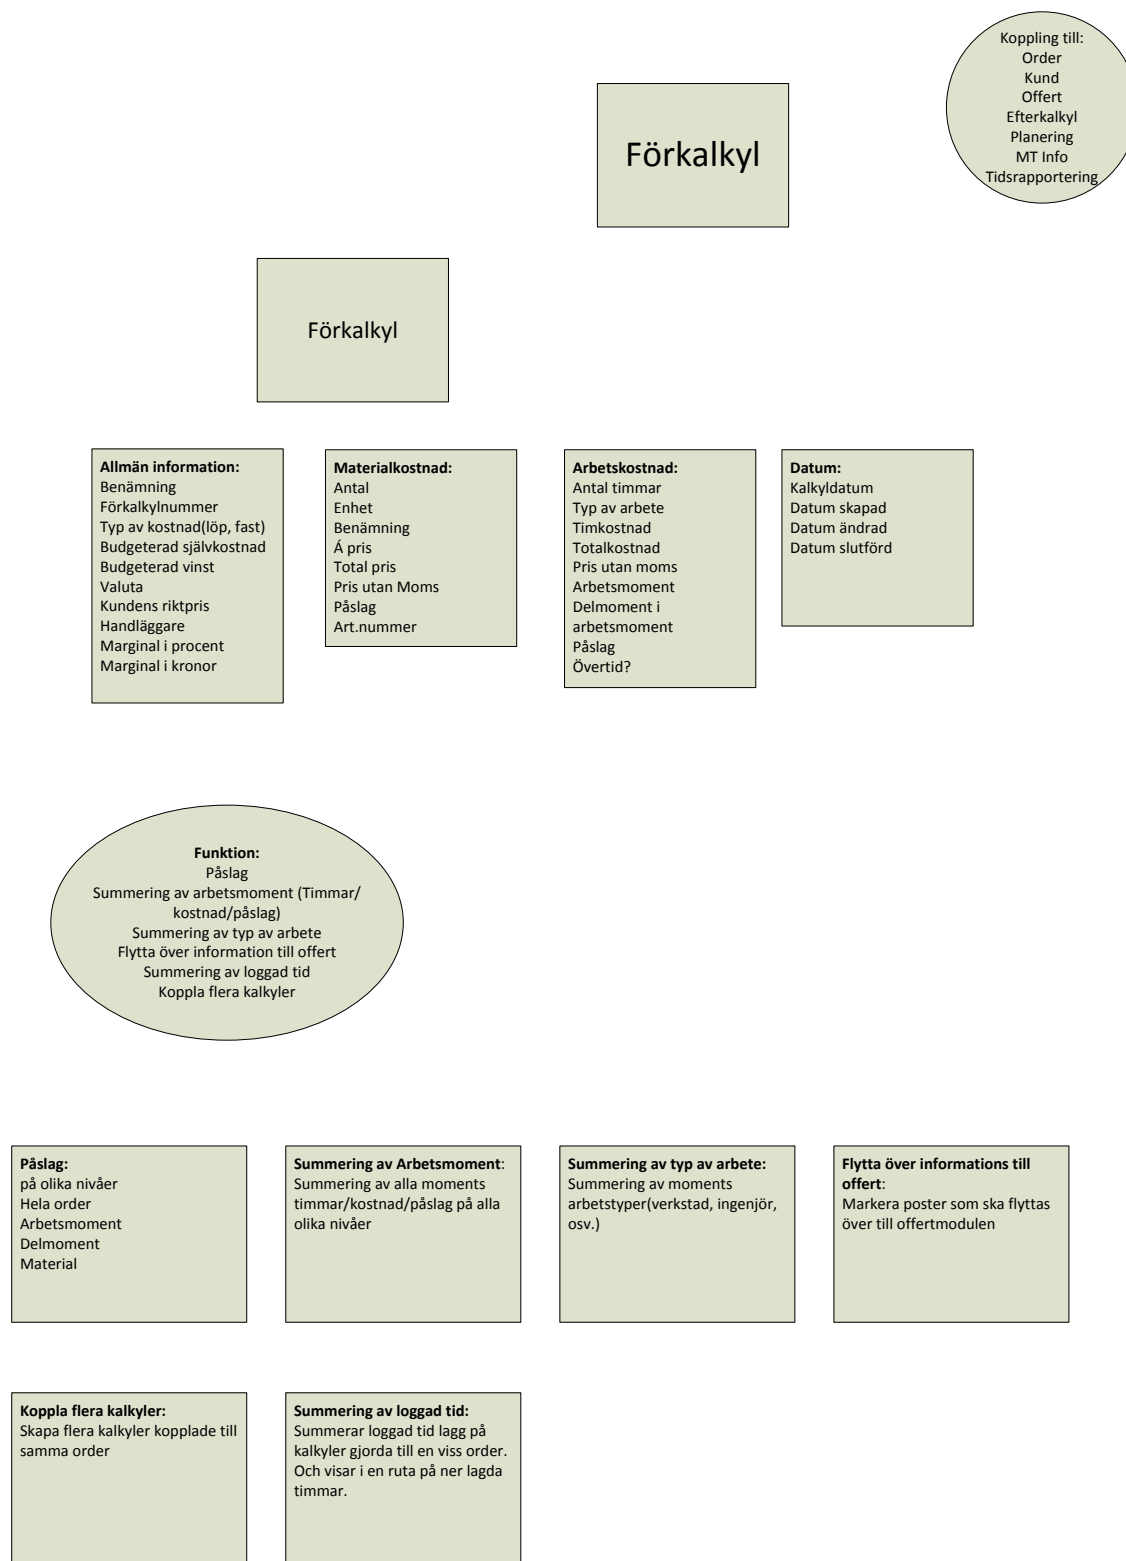 Koppling till:
Order
Kund
Offert
Efterkalkyl
Planering
MT Info
Tidsrapportering
Förkalkyl
Förkalkyl
Allmän information:
Benämning
Förkalkylnummer
Typ av kostnad(löp, fast)
Budgeterad självkostnad
Budgeterad vinst
Valuta
Kundens riktpris
Handläggare
Marginal i procent
Marginal i kronor
Materialkostnad:
Antal
Enhet
Benämning
Á pris
Total pris
Pris utan Moms
Påslag
Art.nummer
Arbetskostnad:
Antal timmar
Typ av arbete
Timkostnad
Totalkostnad
Pris utan moms
Arbetsmoment
Delmoment i
arbetsmoment
Påslag
Övertid?
Datum:
Kalkyldatum
Datum skapad
Datum ändrad
Datum slutförd
Funktion:
Påslag
Summering av arbetsmoment (Timmar/
kostnad/påslag)
Summering av typ av arbete
Flytta över information till offert
Summering av loggad tid
Koppla flera kalkyler
Påslag:
på olika nivåer
Hela order
Arbetsmoment
Delmoment
Material
Summering av Arbetsmoment:
Summering av alla moments
timmar/kostnad/påslag på alla
olika nivåer
Summering av typ av arbete:
Summering av moments
arbetstyper(verkstad, ingenjör,
osv.)
Flytta över informations till
offert:
Markera poster som ska flyttas
över till offertmodulen
Koppla flera kalkyler:
Skapa flera kalkyler kopplade till
samma order
Summering av loggad tid:
Summerar loggad tid lagg på
kalkyler gjorda till en viss order.
Och visar i en ruta på ner lagda
timmar.